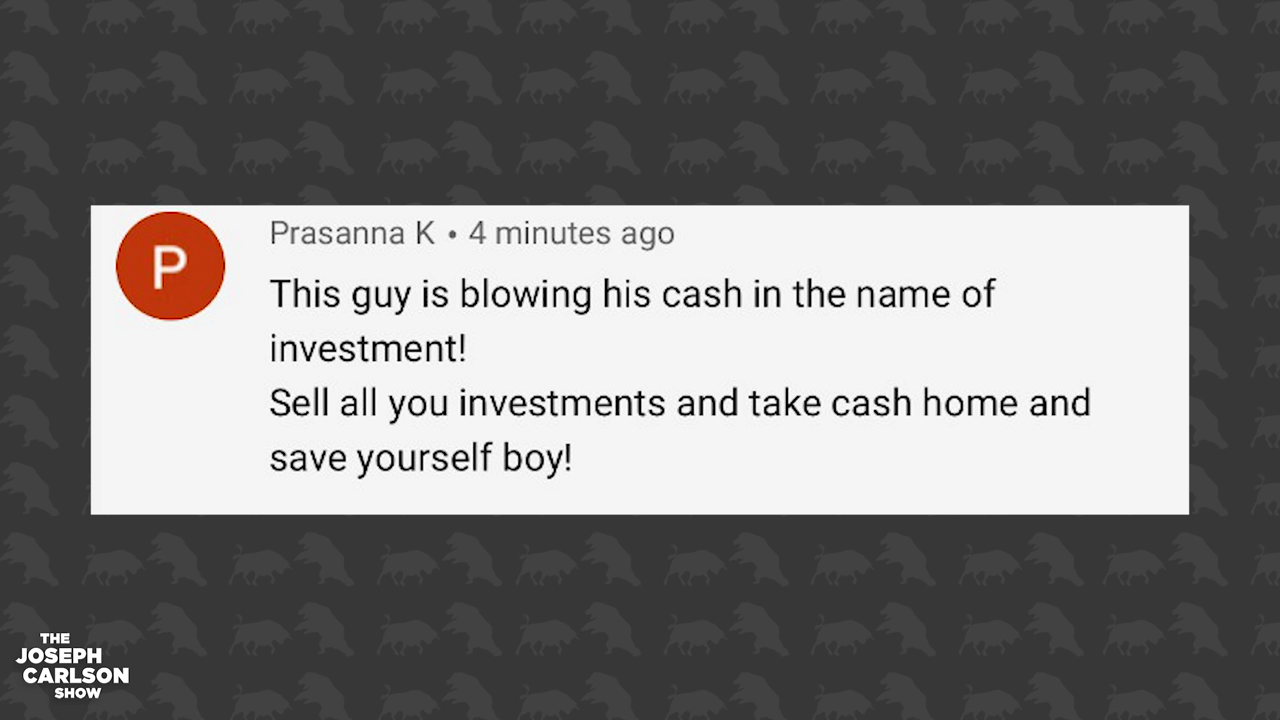 P
Prasanna K • 4 minutes ago
This guy is blowing his cash in the name of
investment!
Sell all you investments and take cash home and
save yourself boy!
THE
JOSEPH
CARLSON
SHOW